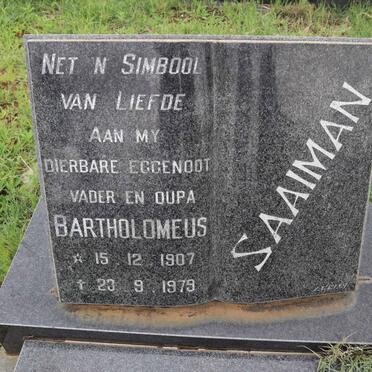 NET 'N SIMBOOL
VAN LIEFDE
AAN MY
DIERBARE EGGENOOT
VADER EN OUPA
BARTHOLOMEUS
* 15 12 1907
† 23 9 1979
SAAIMAN